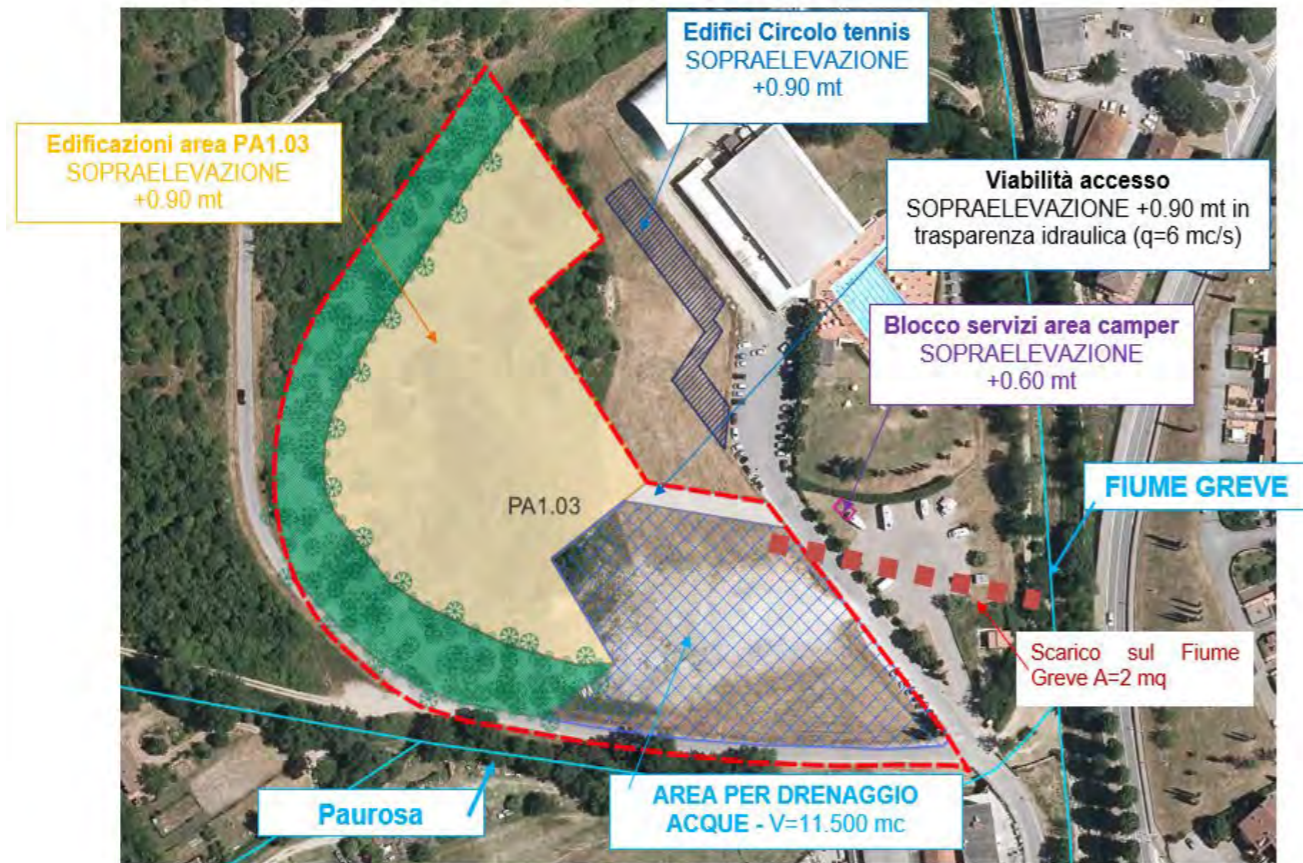 Edifici Circolo tennis
SOPRAELEVAZIONE
+0.90 mt
Edificazioni area PA1.03
SOPRAELEVAZIONE
+0.90 mt
Viabilità accesso
SOPRAELEVAZIONE +0.90 mt in
trasparenza idraulica (q=6 mc/s)
Blocco servizi area camper
SOPRAELEVAZIONE
+0.60 mt
FIUME GREVE
PA1.03
Scarico sul Fiume
Greve A=2 mq
Paurosa
AREA PER DRENAGGIO
ACQUE - V=11.500 mc